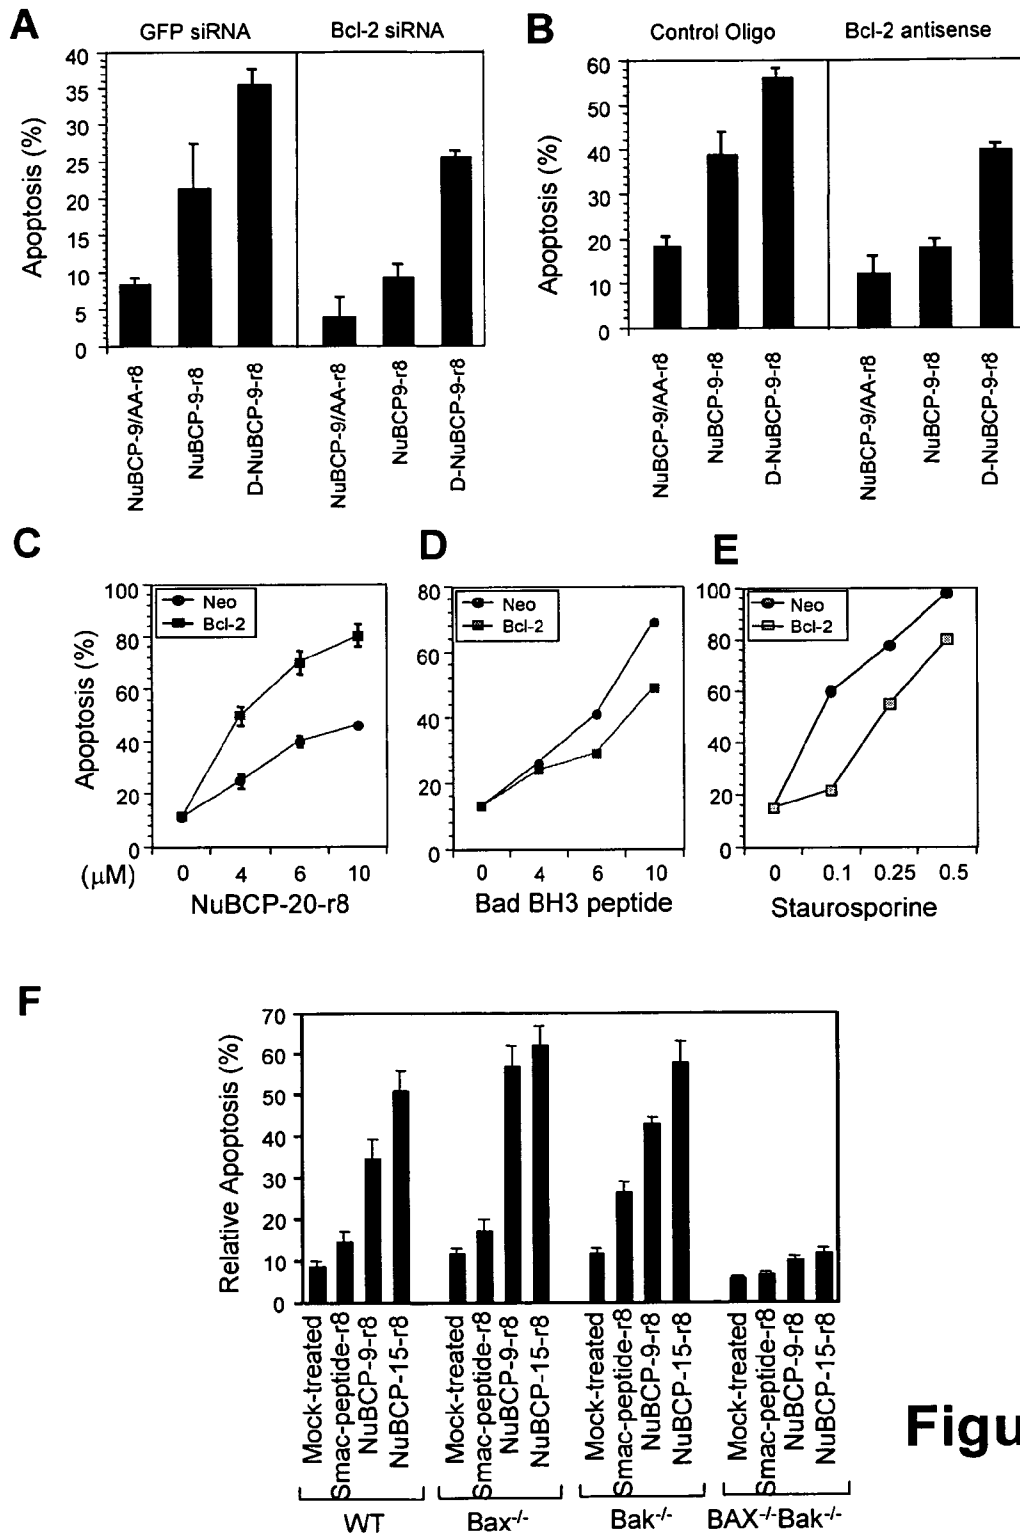 A
GFP siRNA
Bcl-2 siRNA
Apoptosis (%)
40
35
30
25
20
15
10
5
0
NuBCP-9/AA-r8
NuBCP-9-r8
D-NuBCP-9-r8
NuBCP-9/AA-r8
NuBCP9-r8
D-NuBCP-9-r8
B
Control Oligo
Bcl-2 antisense
Apoptosis (%)
60
50
40
30
20
10
0
NuBCP-9/AA-r8
NuBCP-9-r8
D-NuBCP-9-r8
NuBCP-9/AA-r8
NuBCP-9-r8
D-NuBCP-9-r8
C
Neo
Bcl-2
Apoptosis (%)
100
80
60
40
20
0
(μM)
0 4 6 10
NuBCP-20-r8
D
Neo
Bcl-2
80
60
40
20
0
0 4 6 10
Bad BH3 peptide
E
Neo
Bcl-2
100
80
60
40
20
0
0 0.1 0.25 0.5
Staurosporine
F
Relative Apoptosis (%)
70
60
50
40
30
20
10
0
Mock-treated
Smac-peptide-r8
NuBCP-9-r8
NuBCP-15-r8
WT
Mock-treated
Smac-peptide-r8
NuBCP-9-r8
NuBCP-15-r8
Bax-/-
Mock-treated
Smac-peptide-r8
NuBCP-9-r8
NuBCP-15-r8
Bak-/-
Mock-treated
Smac-peptide-r8
NuBCP-9-r8
NuBCP-15-r8
BAX-/-Bak-/-
Figu